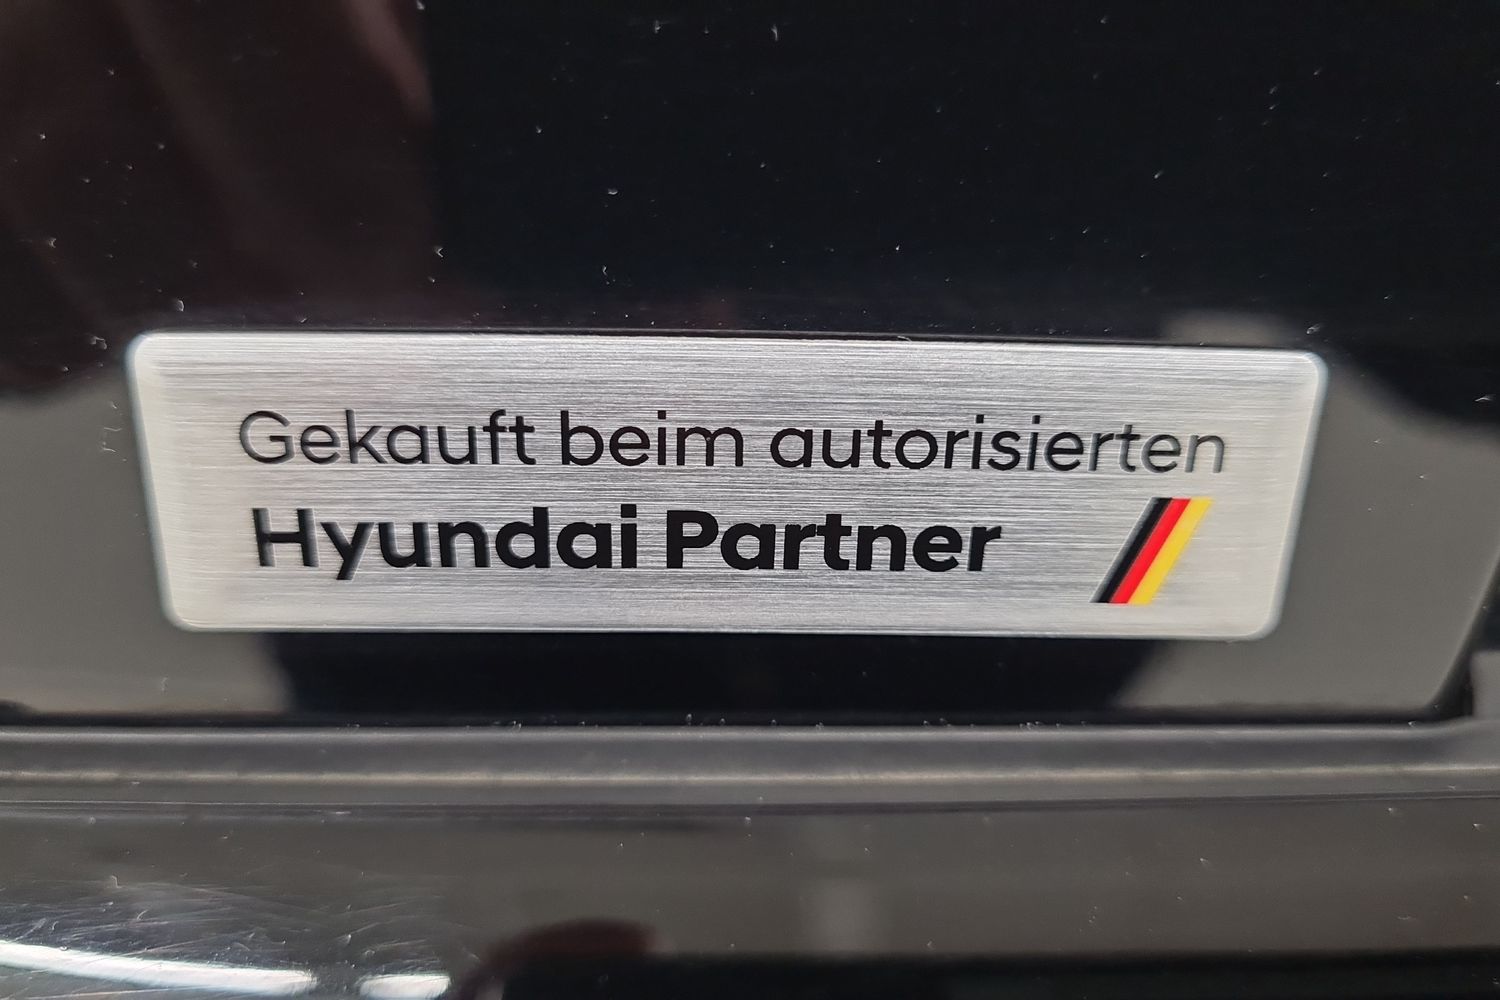 Gekauft beim autorisierten
Hyundai Partner